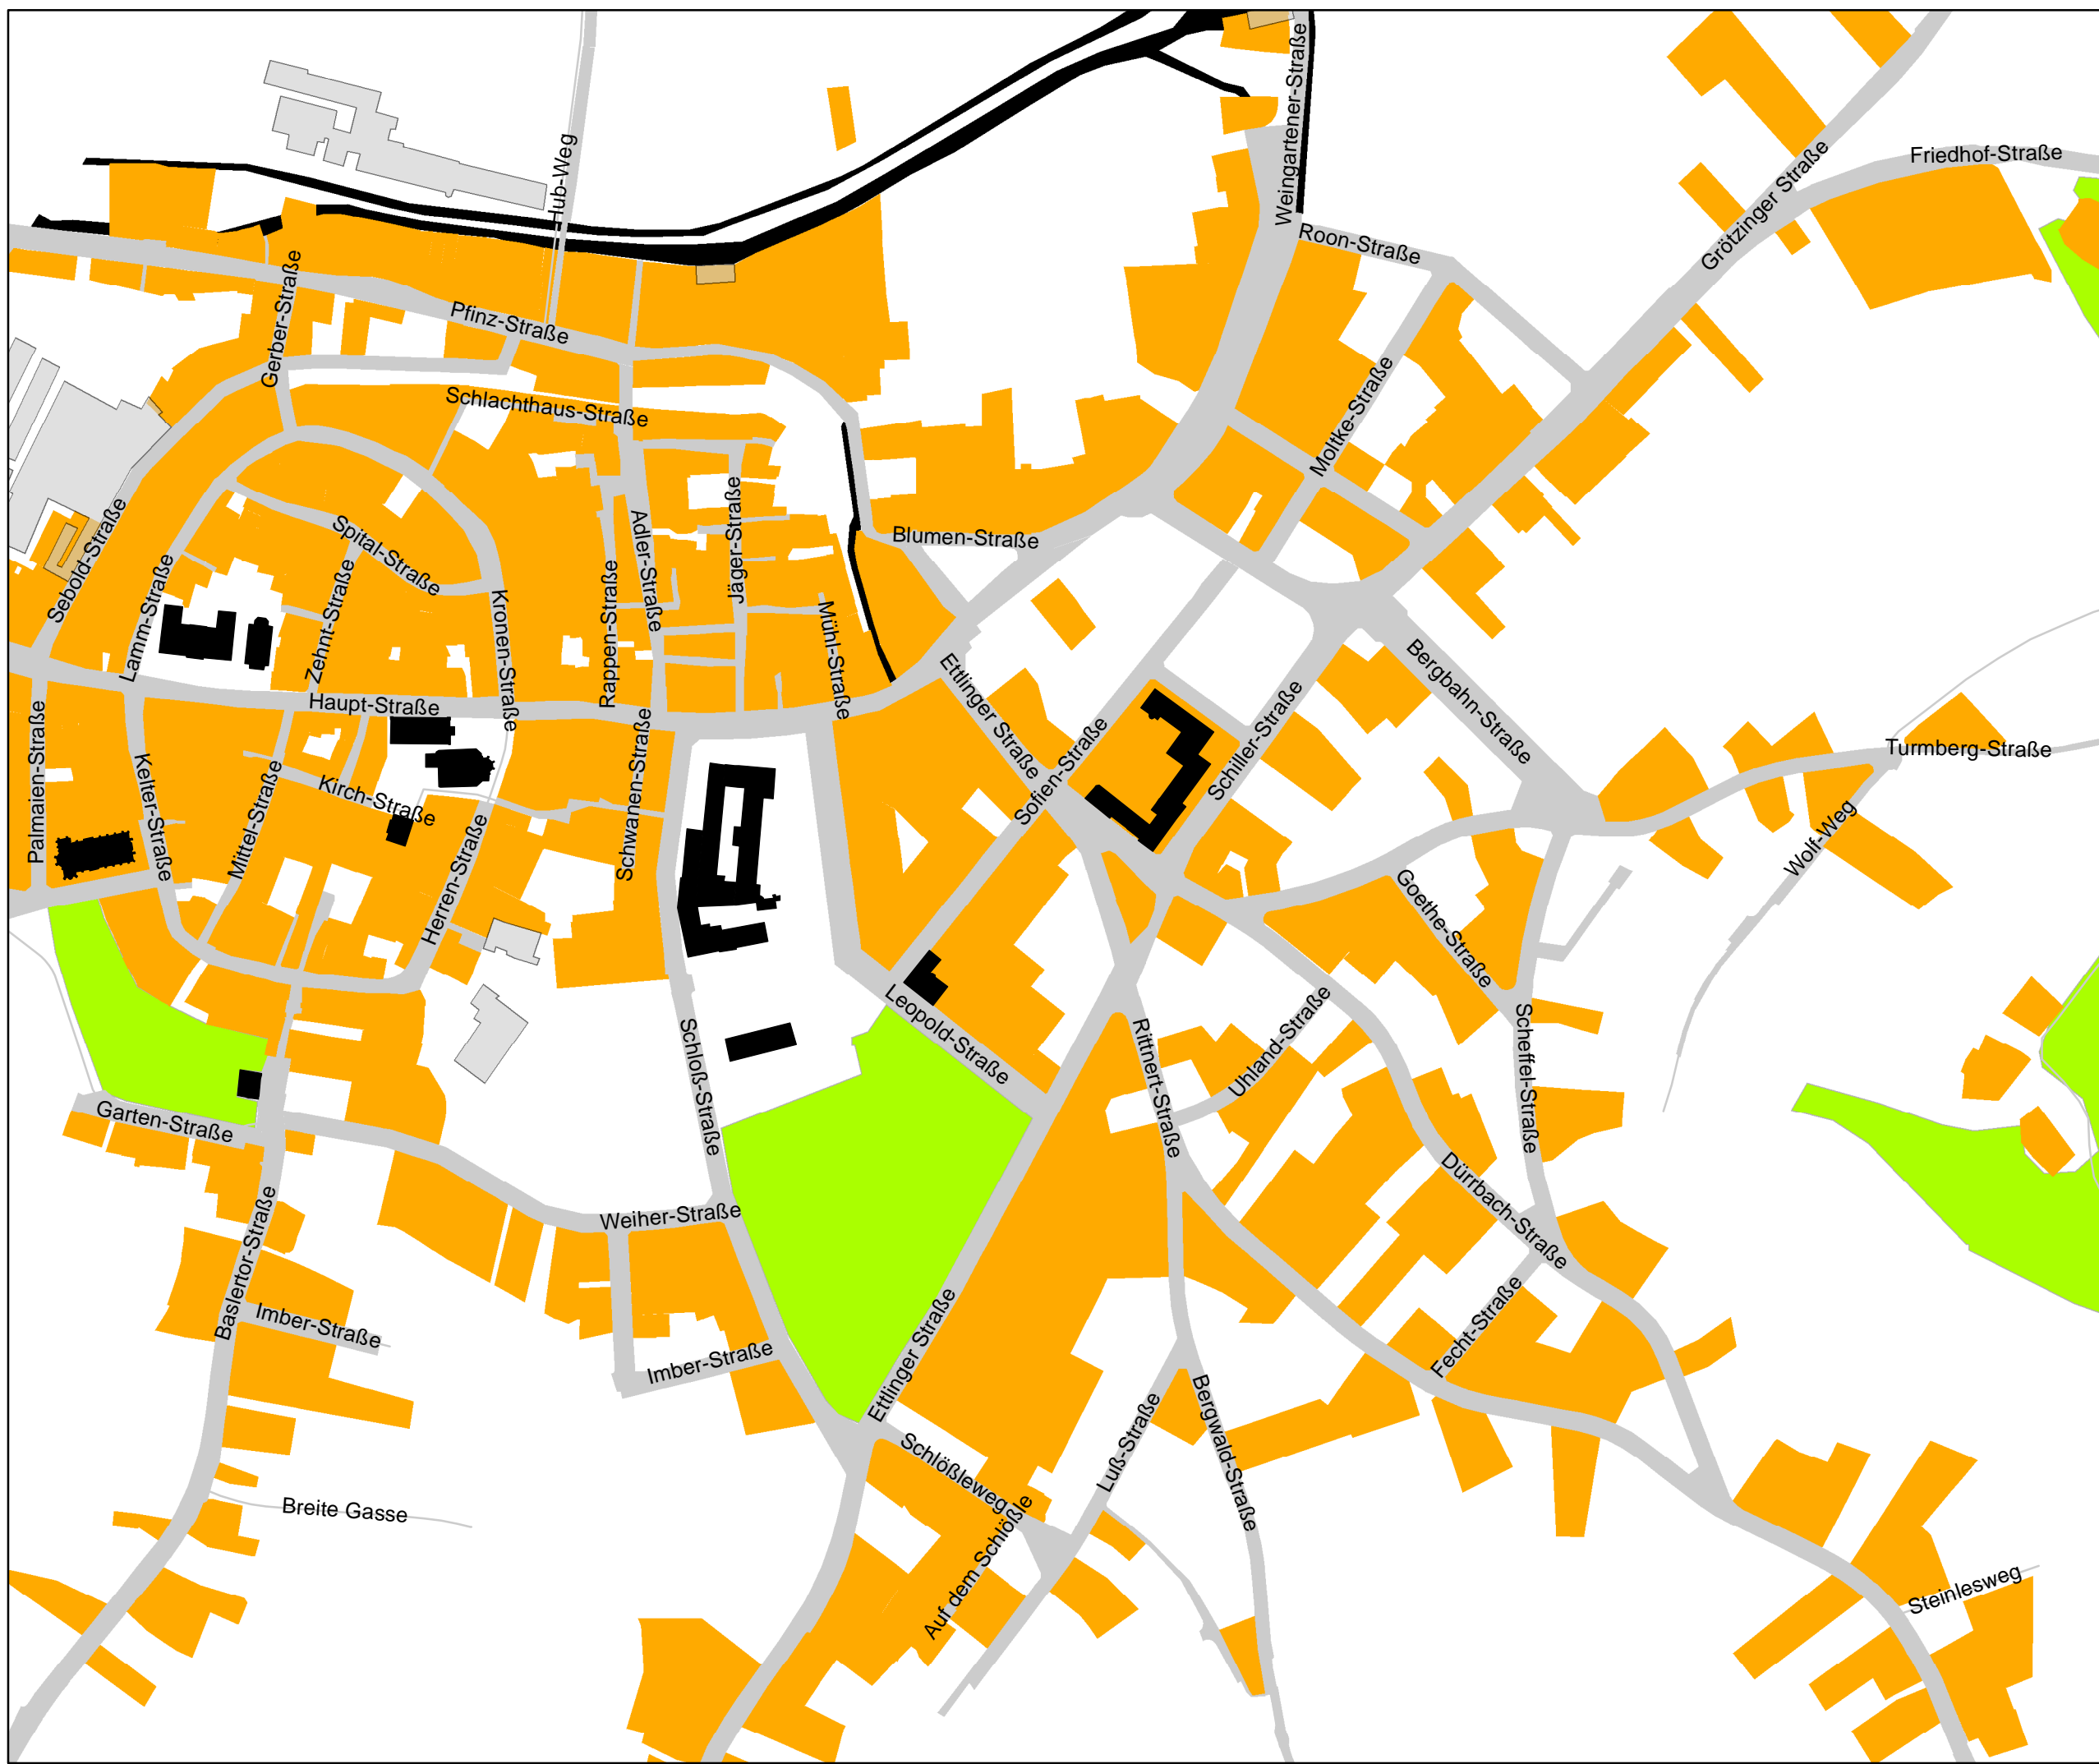 Weingartener-Straße
Friedhof-Straße
Hub-Weg
Grötzinger Straße
Roon-Straße
Gerber-Straße
Pfinz-Straße
Moltke-Straße
Schlachthaus-Straße
Sebold-Straße
Spital-Straße
Adler-Straße
Jäger-Straße
Blumen-Straße
Lamm-Straße
Zehnt-Straße
Kronen-Straße
Rappen-Straße
Mühl-Straße
Ettlinger Straße
Bergbahn-Straße
Haupt-Straße
Palmaien-Straße
Kelter-Straße
Mittel-Straße
Kirch-Straße
Schwanen-Straße
Sofien-Straße
Schiller-Straße
Turmberg-Straße
Wolf-Weg
Herren-Straße
Goethe-Straße
Leopold-Straße
Uhland-Straße
Schloß-Straße
Rittnert-Straße
Scheffel-Straße
Garten-Straße
Dürrbach-Straße
Weiher-Straße
Baslertor-Straße
Imber-Straße
Imber-Straße
Ettlinger Straße
Fecht-Straße
Luß-Straße
Bergwald-Straße
Schlößleweg
Breite Gasse
Auf dem Schlößle
Steinlesweg